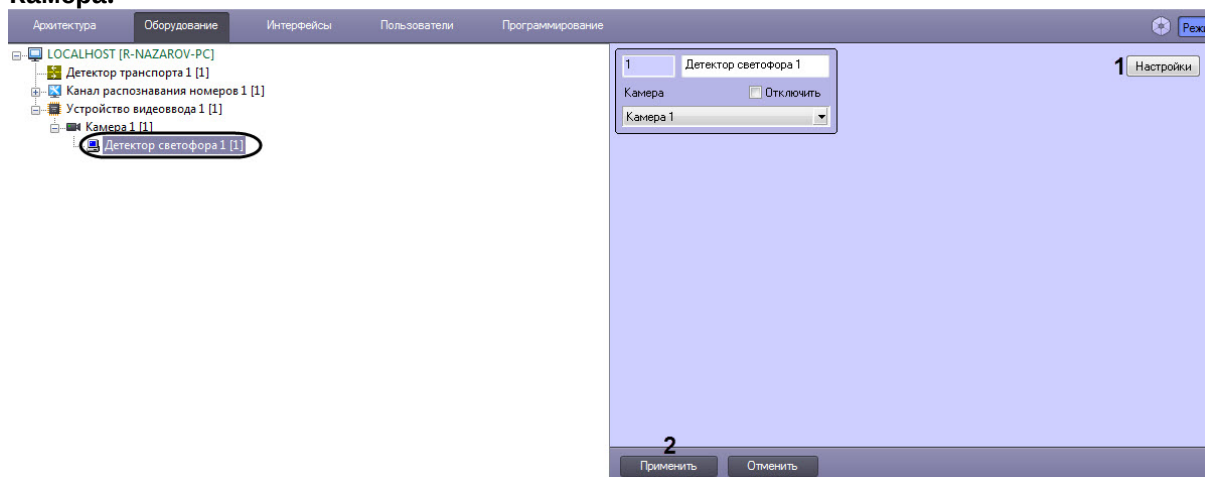 Камера.
Архитектура Оборудование Интерфейсы Пользователи Программирование
LOCALHOST [R-NAZAROV-PC]
Детектор транспорта 1 [1]
Канал распознавания номеров 1 [1]
Устройство видеоввода 1 [1]
Камера 1 [1]
Детектор светофора 1 [1]
1 Детектор светофора 1
Камера Отключить
Камера 1
1 Настройки
2
Применить Отменить